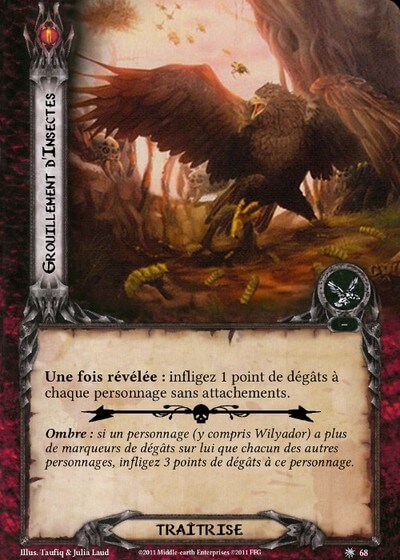 GROUILLEMENT D'INSECTES
Une fois révélée : infligez 1 point de dégâts à
chaque personnage sans attachements.
Ombre : si un personnage (y compris Wilyador) a plus
de marqueurs de dégâts sur lui que chacun des autres
personnages, infligez 3 points de dégâts à ce personnage.
TRAÎTRISE
Illus. Taufiq & Julia Laud ©2011 Middle-earth Enterprises ©2011 FFG 68